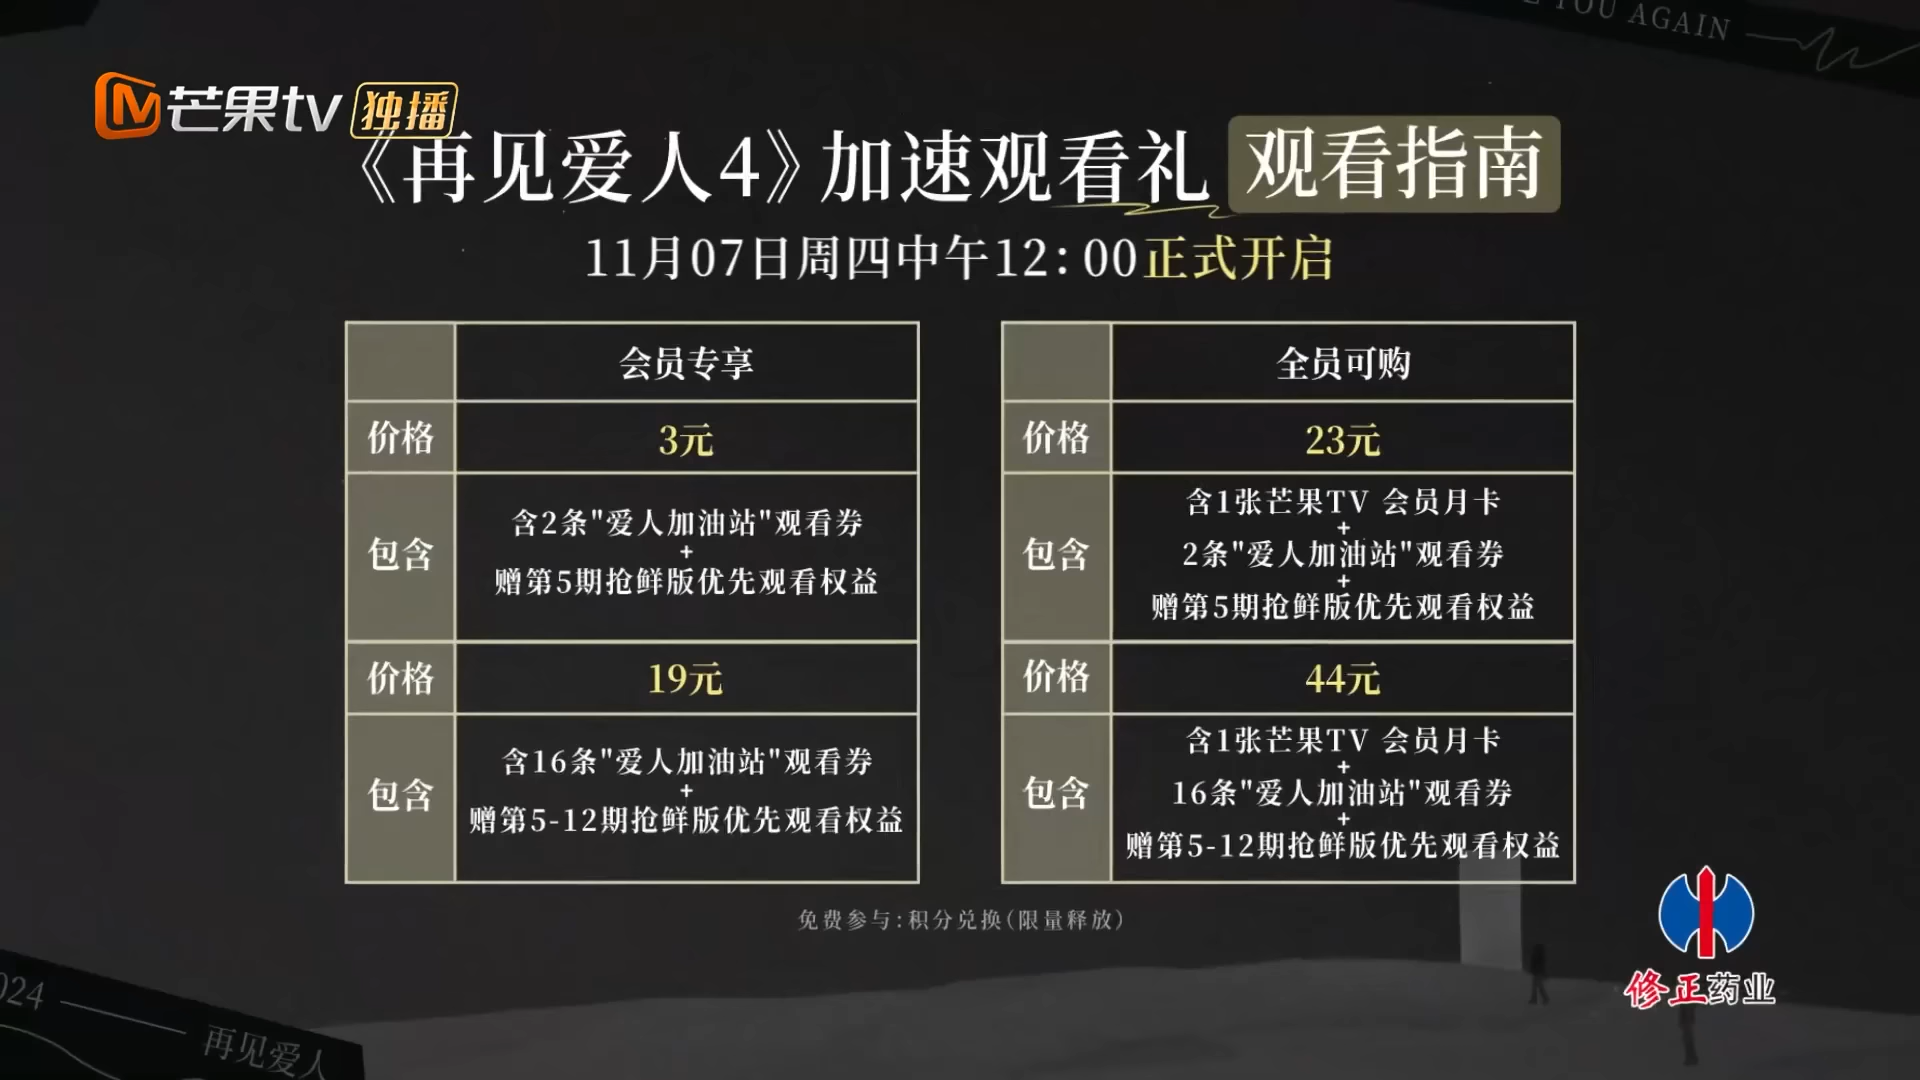 YOU AGAIN
芒果tv 独播
《再见爱人4》加速观看礼 观看指南
11月07日周四中午12:00正式开启
会员专享
价格 3元
包含
含2条"爱人加油站"观看券
+
赠第5期抢鲜版优先观看权益
价格 19元
包含
含16条"爱人加油站"观看券
+
赠第5-12期抢鲜版优先观看权益
全员可购
价格 23元
包含
含1张芒果TV 会员月卡
+
2条"爱人加油站"观看券
+
赠第5期抢鲜版优先观看权益
价格 44元
包含
含1张芒果TV 会员月卡
+
16条"爱人加油站"观看券
+
赠第5-12期抢鲜版优先观看权益
免费参与:积分兑换(限量释放)
修正药业
024
再见爱人